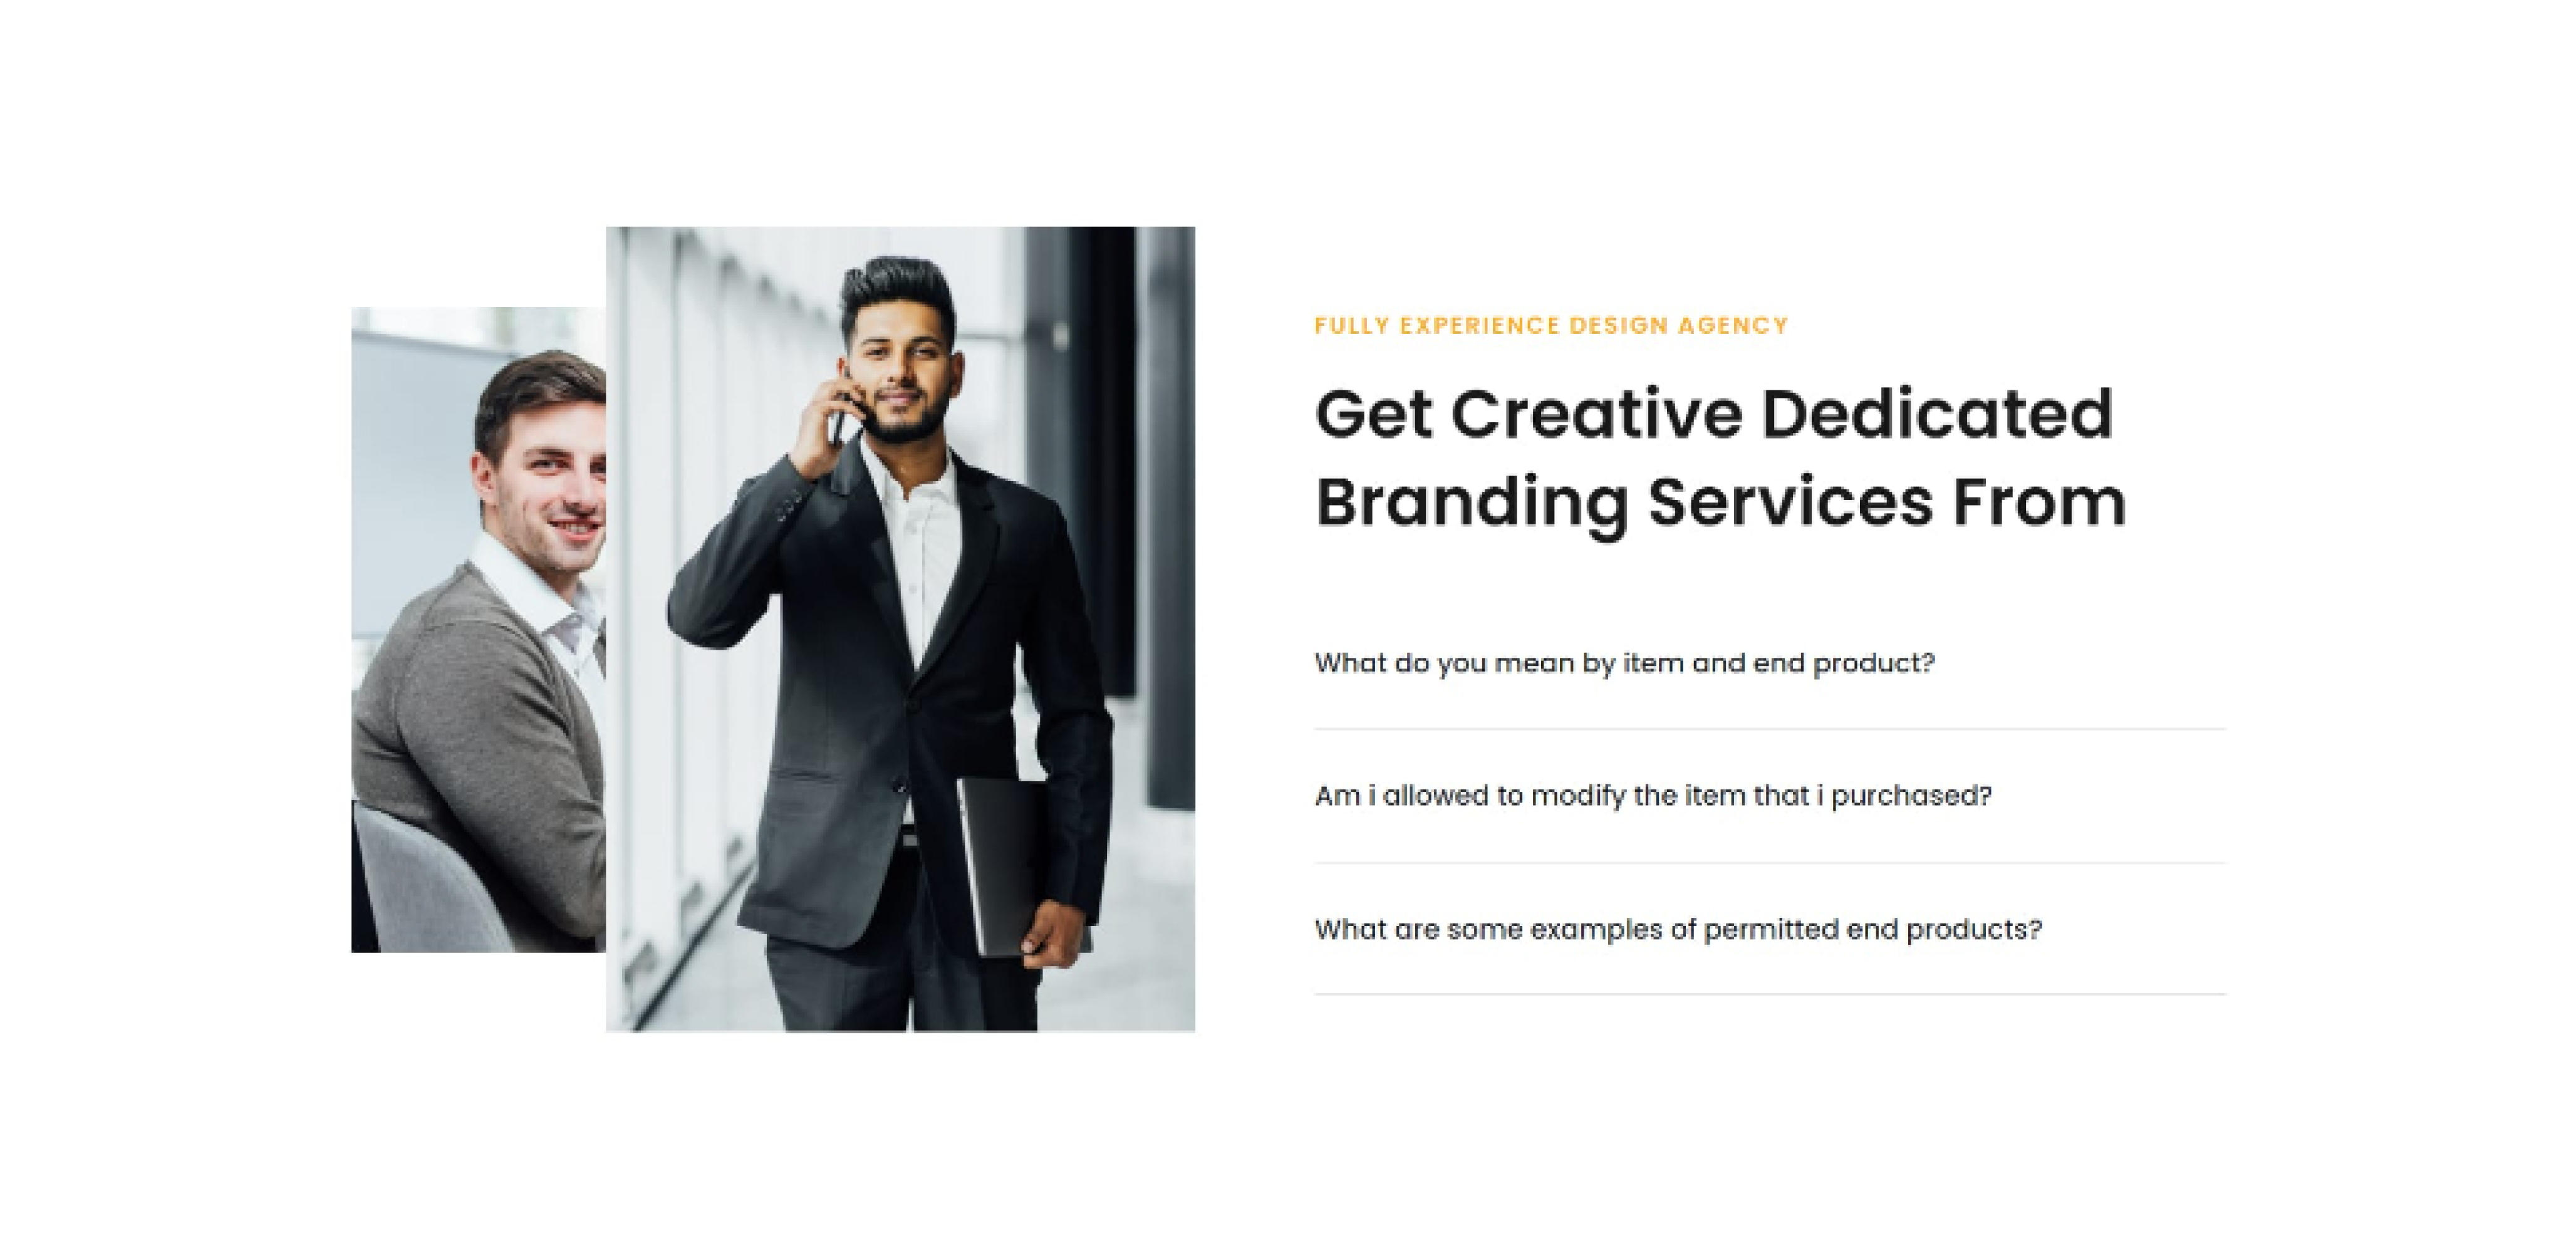 FULLY EXPERIENCE DESIGN AGENCY
Get Creative Dedicated
Branding Services From
What do you mean by item and end product?
Am i allowed to modify the item that i purchased?
What are some examples of permitted end products?